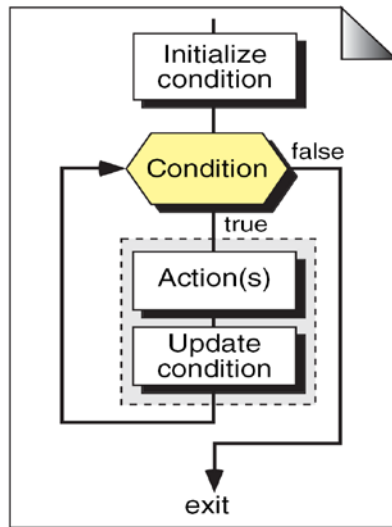 Initialize
condition
Condition
false
true
Action(s)
Update
condition
exit